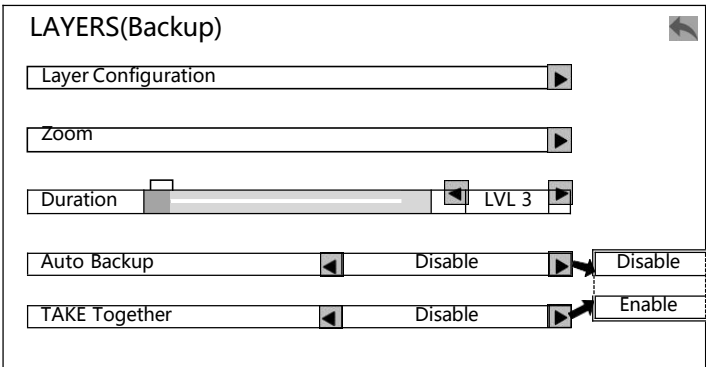 LAYERS(Backup)
Layer Configuration
Zoom
Duration LVL 3
Auto Backup Disable Disable
Enable
TAKE Together Disable